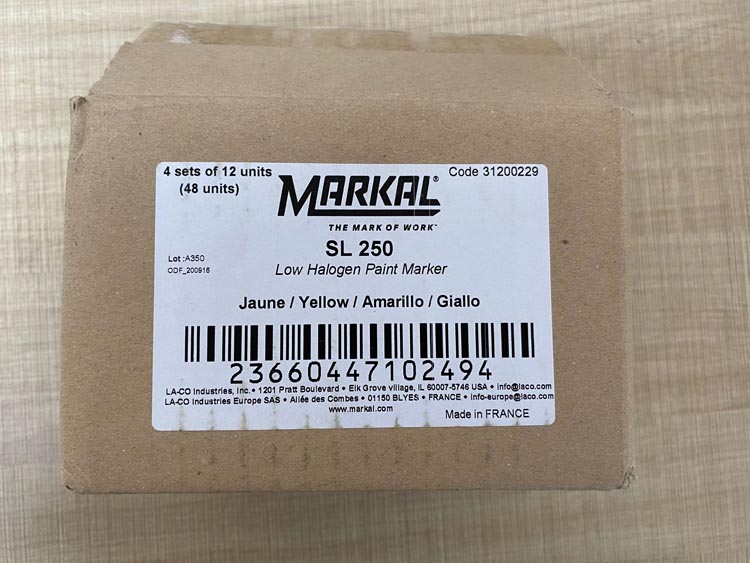 4 sets of 12 units
(48 units)
MARKAL®
Code 31200229
THE MARK OF WORK™
SL 250
Low Halogen Paint Marker
Lot :A350
ODF_200916
Jaune / Yellow / Amarillo / Giallo
23660447102494
LA-CO Industries, Inc. • 1201 Pratt Boulevard • Elk Grove village, IL 60007-5746 USA • info@laco.com
LA-CO Industries Europe SAS • Allée des Combes • 01150 BLYES • FRANCE • info-europe@laco.com
www.markal.com
Made in FRANCE